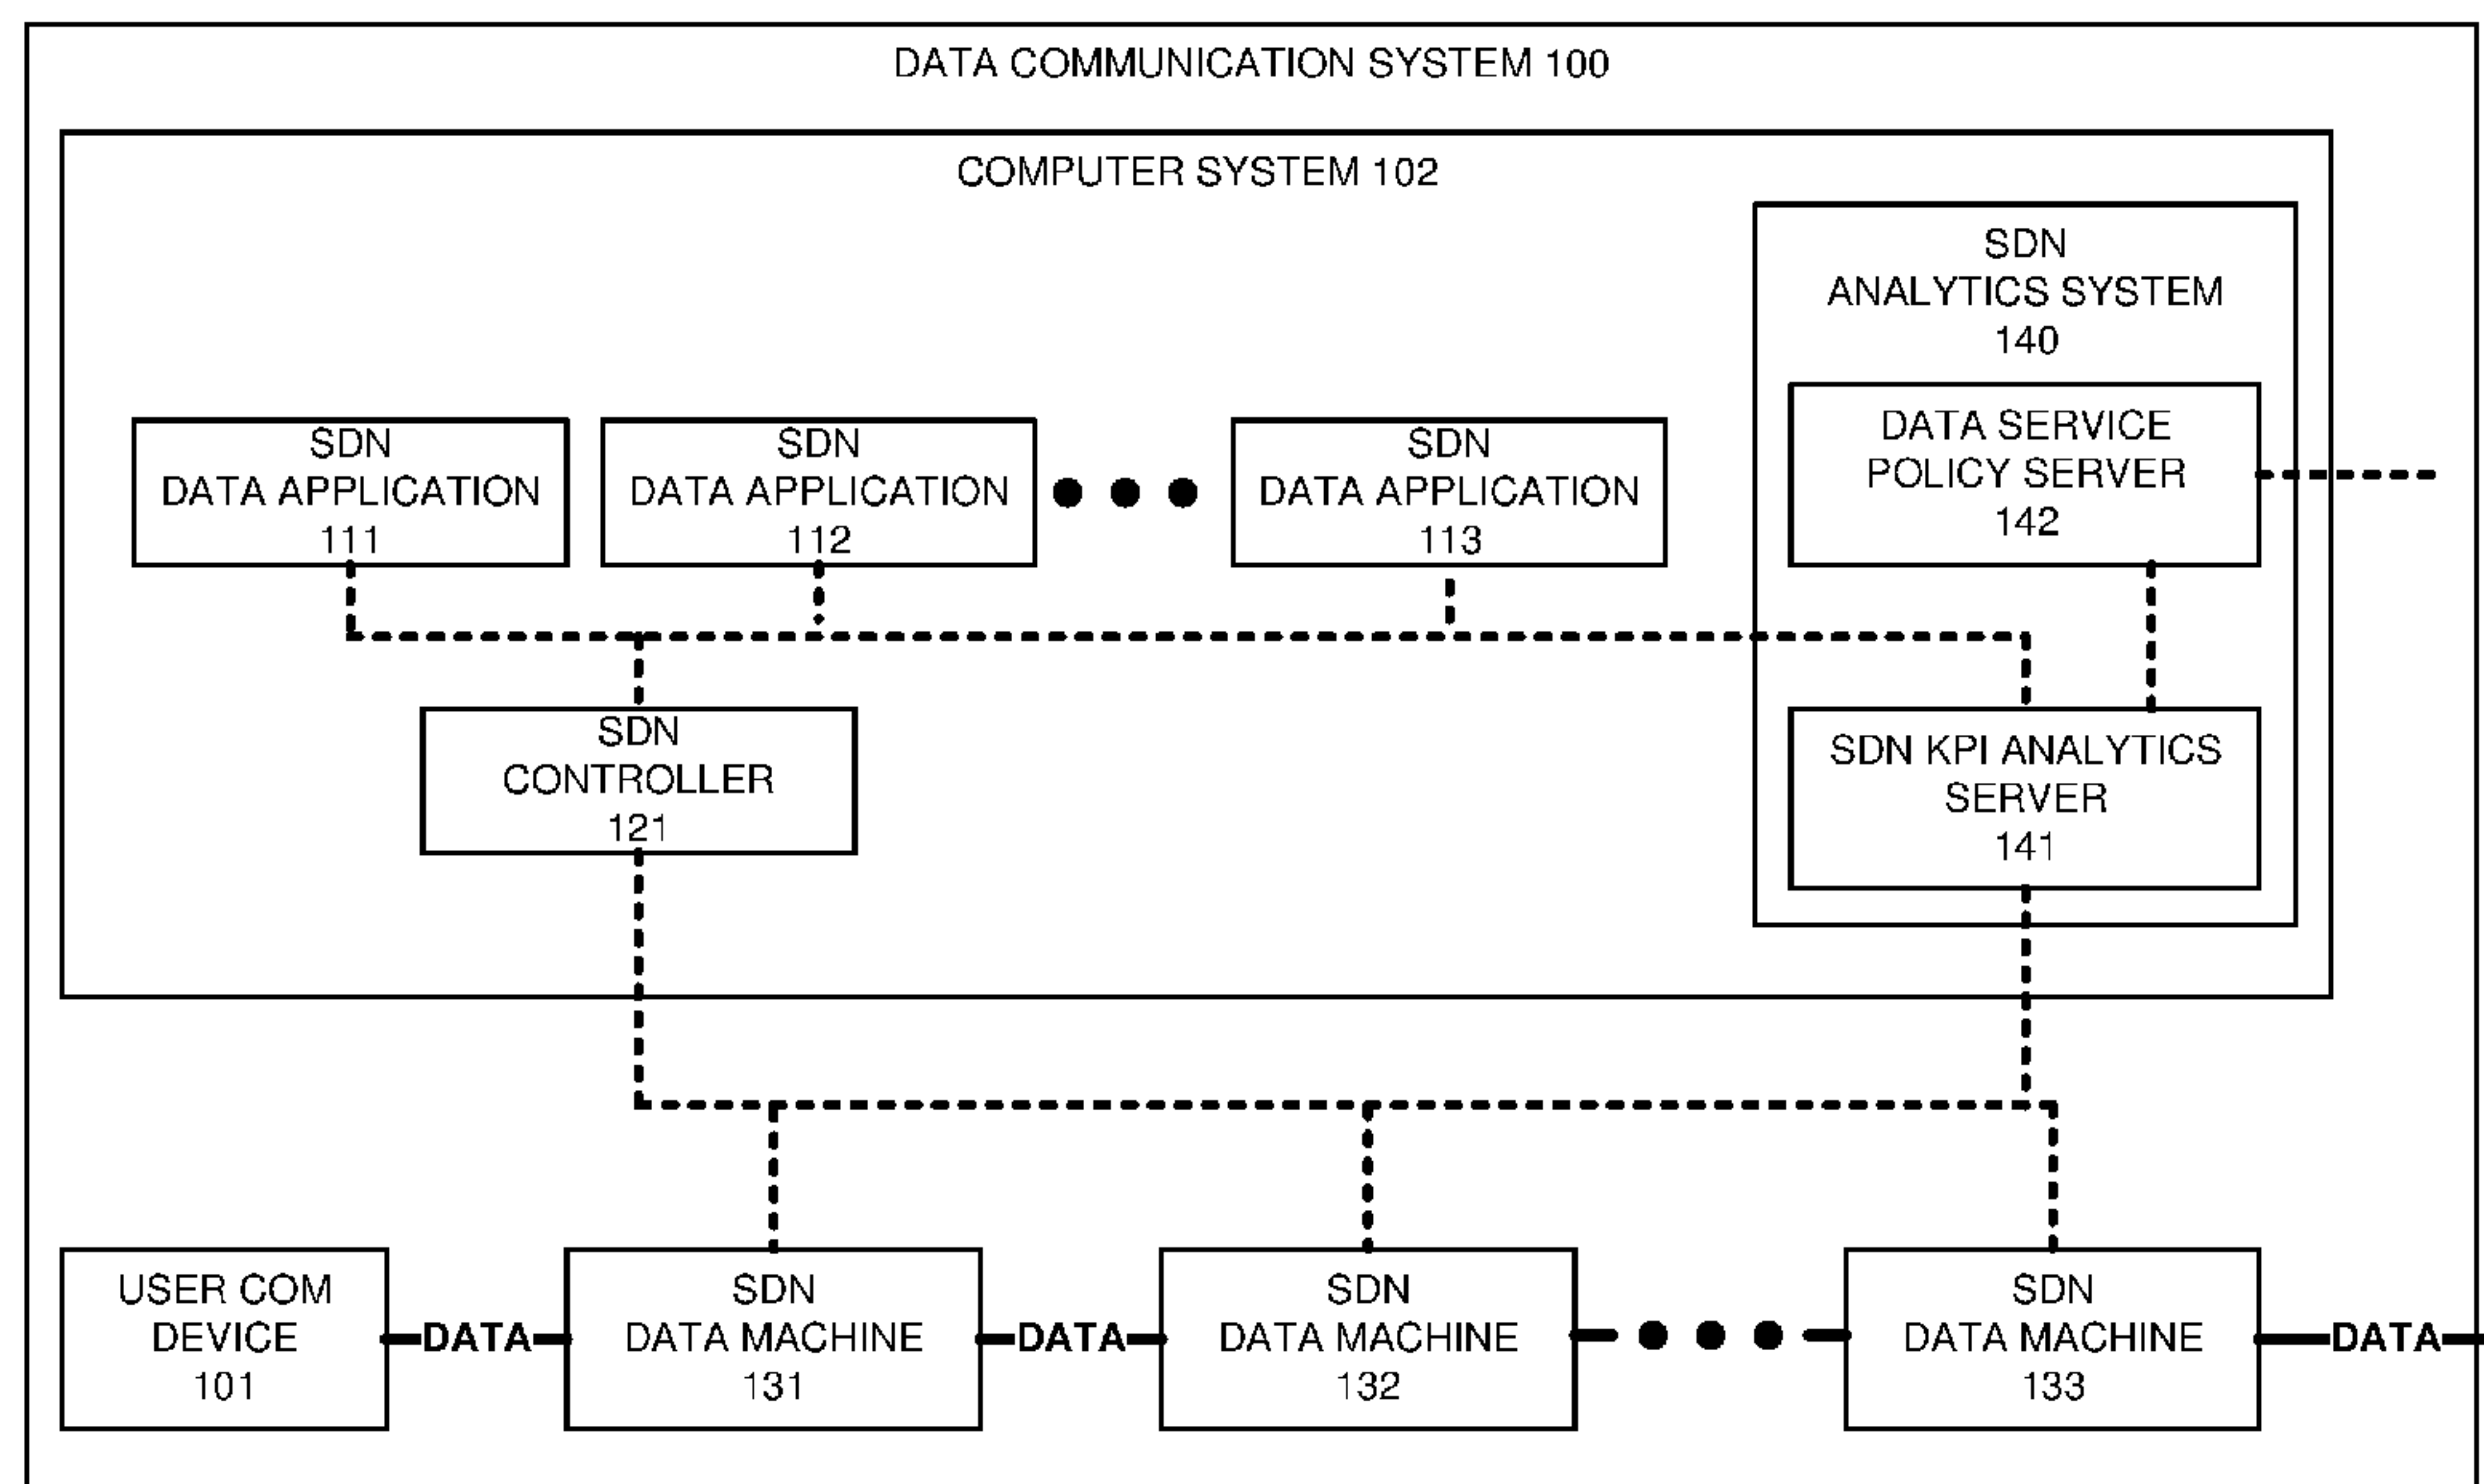 DATA COMMUNICATION SYSTEM 100
COMPUTER SYSTEM 102
SDN
ANALYTICS SYSTEM
140
DATA SERVICE
POLICY SERVER
142
SDN
DATA APPLICATION
111
SDN
DATA APPLICATION
112
SDN
DATA APPLICATION
113
SDN
CONTROLLER
121
SDN KPI ANALYTICS
SERVER
141
USER COM
DEVICE
101
DATA
SDN
DATA MACHINE
131
DATA
SDN
DATA MACHINE
132
SDN
DATA MACHINE
133
DATA